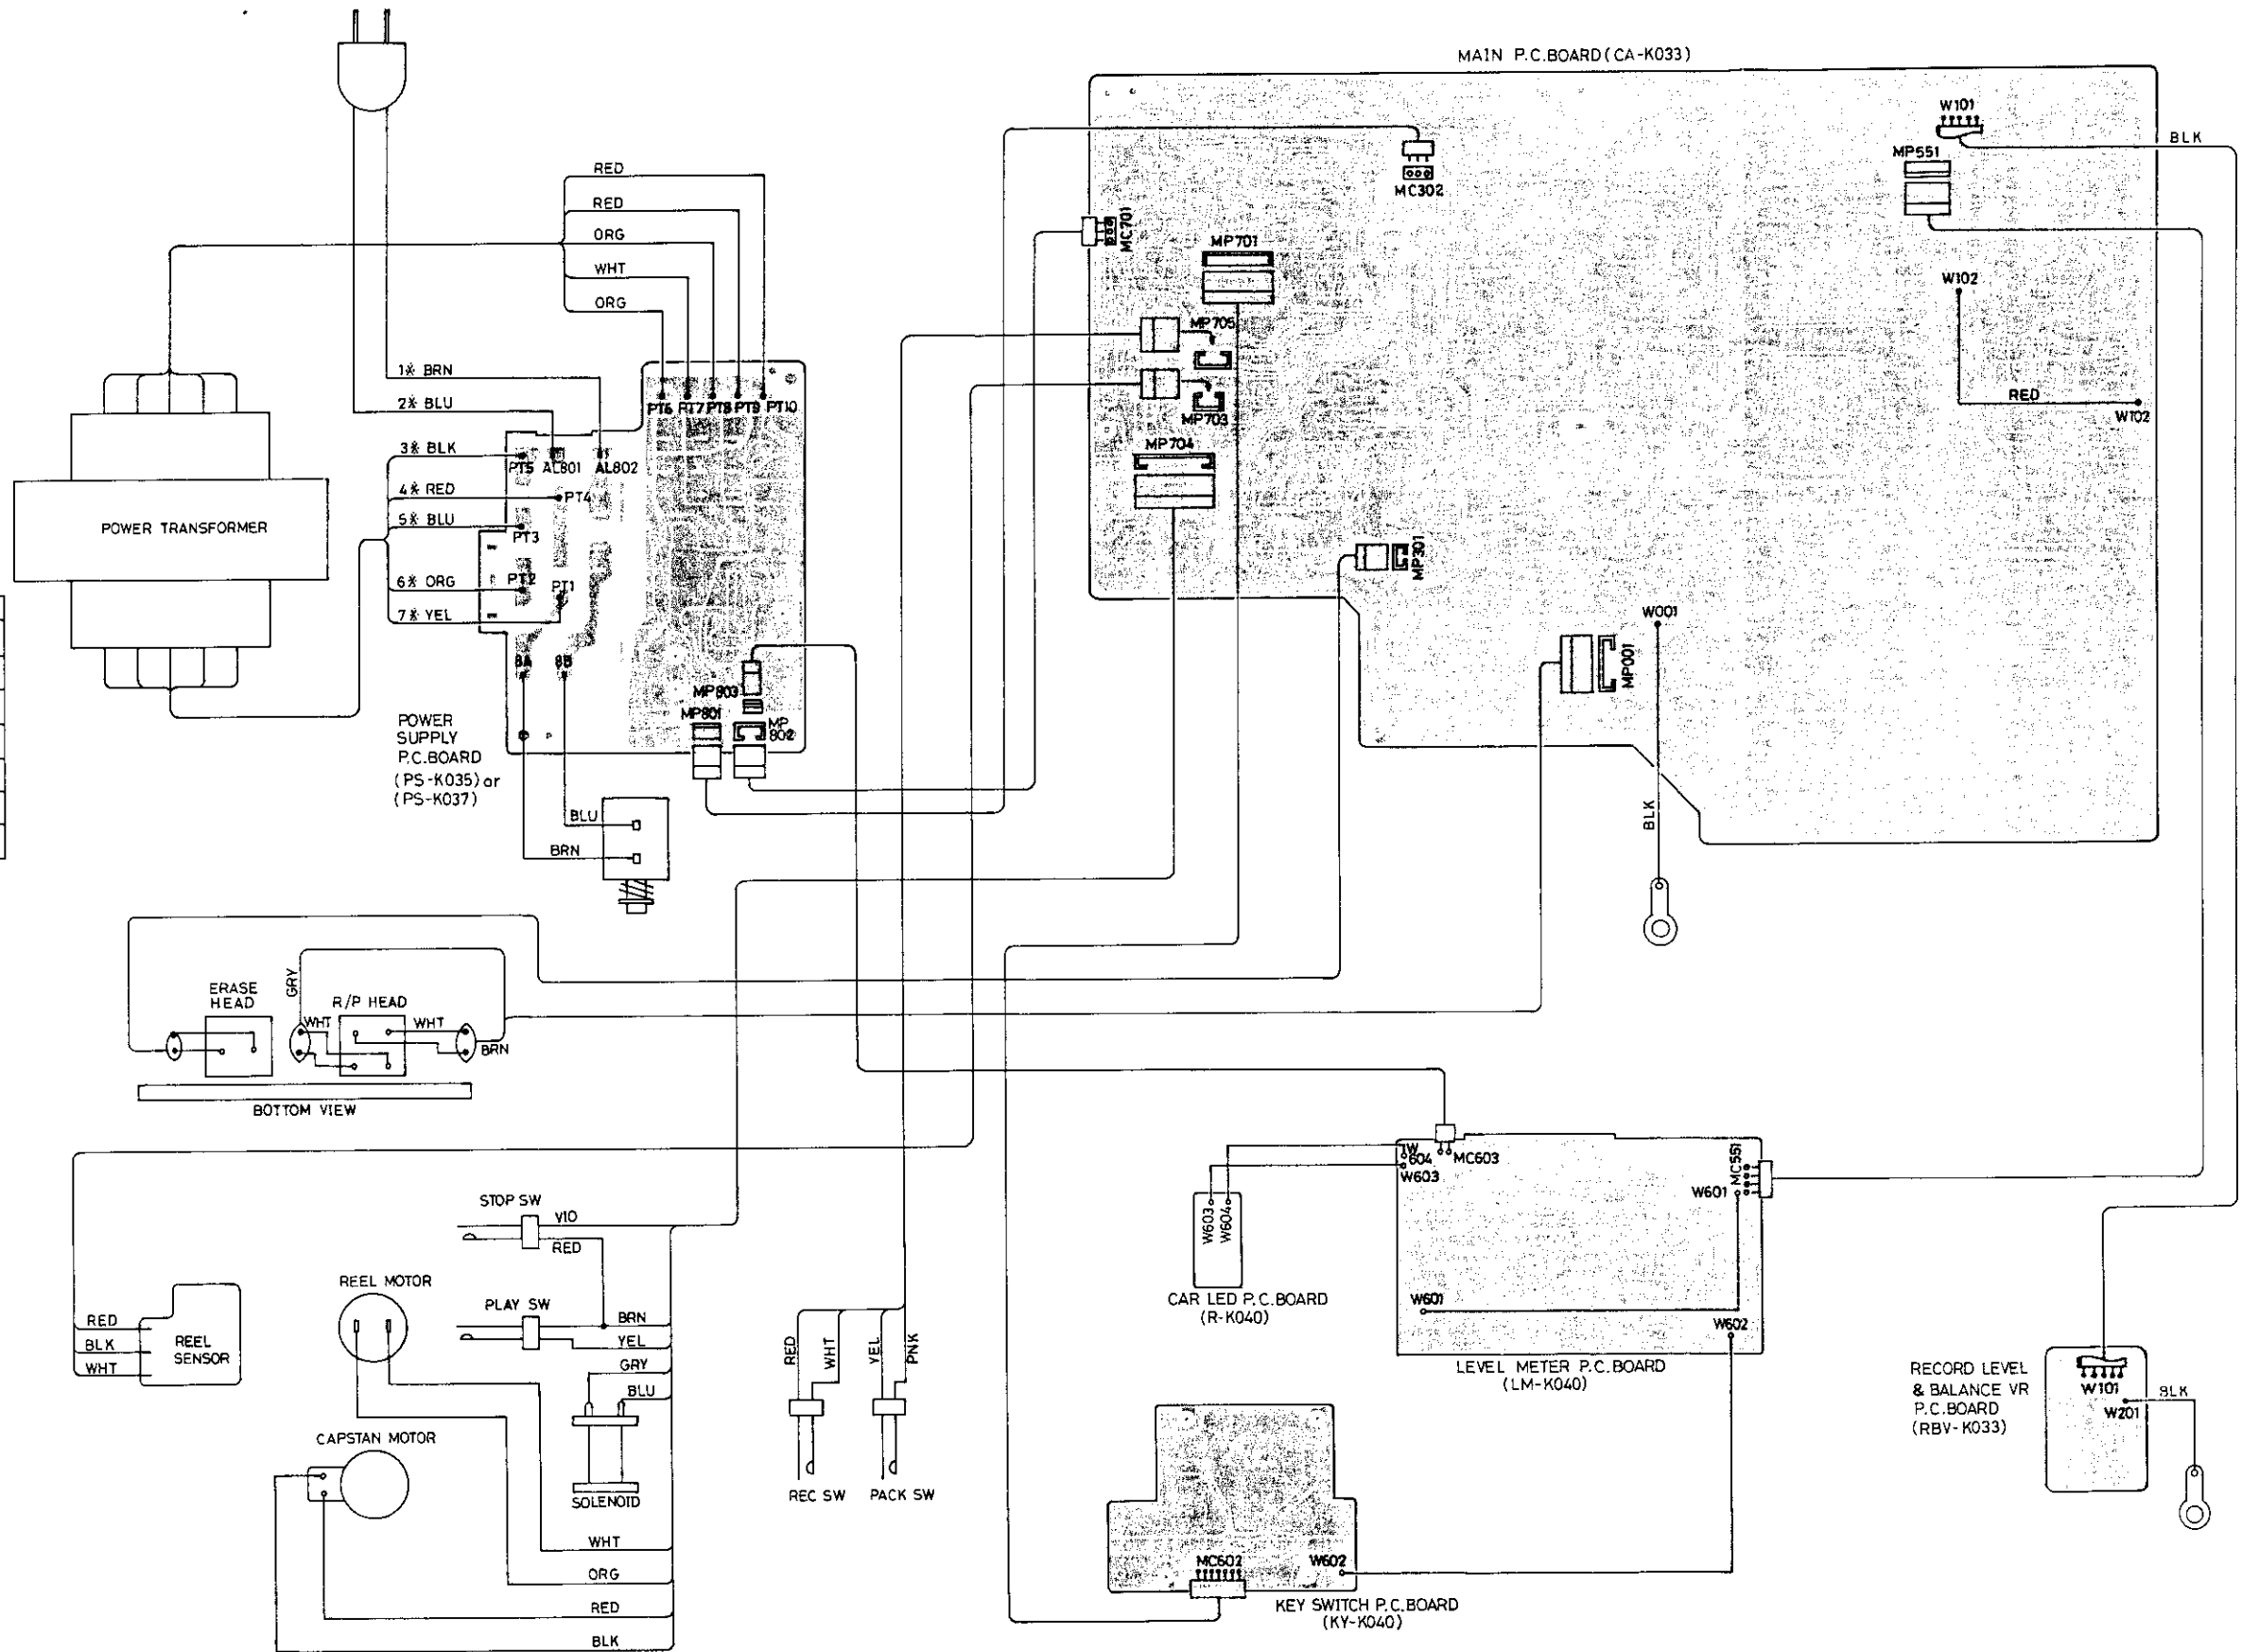 MAIN P.C.BOARD(CA-K033)
W101
BLK
MP551
MC302
MC701
MP701
W102
RED
W102
MP705
MP703
MP704
MP301
W001
MP001
BLK
RED
RED
ORG
WHT
ORG
1※ BRN
2※ BLU
3※ BLK
4※ RED
5※ BLU
6※ ORG
7※ YEL
PT6 PT7 PT8 PT9 PT10
PT5 AL801 AL802
PT4
PT3
PT2
PT1
8A 8B
POWER TRANSFORMER
MP803
MP801
MP
802
POWER
SUPPLY
P.C.BOARD
(PS-K035) or
(PS-K037)
BLU
BRN
ERASE
HEAD
GRY
R/P HEAD
WHT
WHT
BRN
BOTTOM VIEW
STOP SW
VIO
RED
REEL MOTOR
PLAY SW
BRN
YEL
GRY
BLU
RED
BLK
WHT
REEL
SENSOR
CAPSTAN MOTOR
SOLENOID
WHT
ORG
RED
BLK
RED
WHT
YEL
PNK
REC SW
PACK SW
W
604
MC603
W603
MC551
W601
W603
W604
CAR LED P.C.BOARD
(R-K040)
W601
W602
LEVEL METER P.C.BOARD
(LM-K040)
MC602
W602
KEY SWITCH P.C.BOARD
(KY-K040)
RECORD LEVEL
& BALANCE VR
P.C.BOARD
(RBV-K033)
W101
BLK
W201